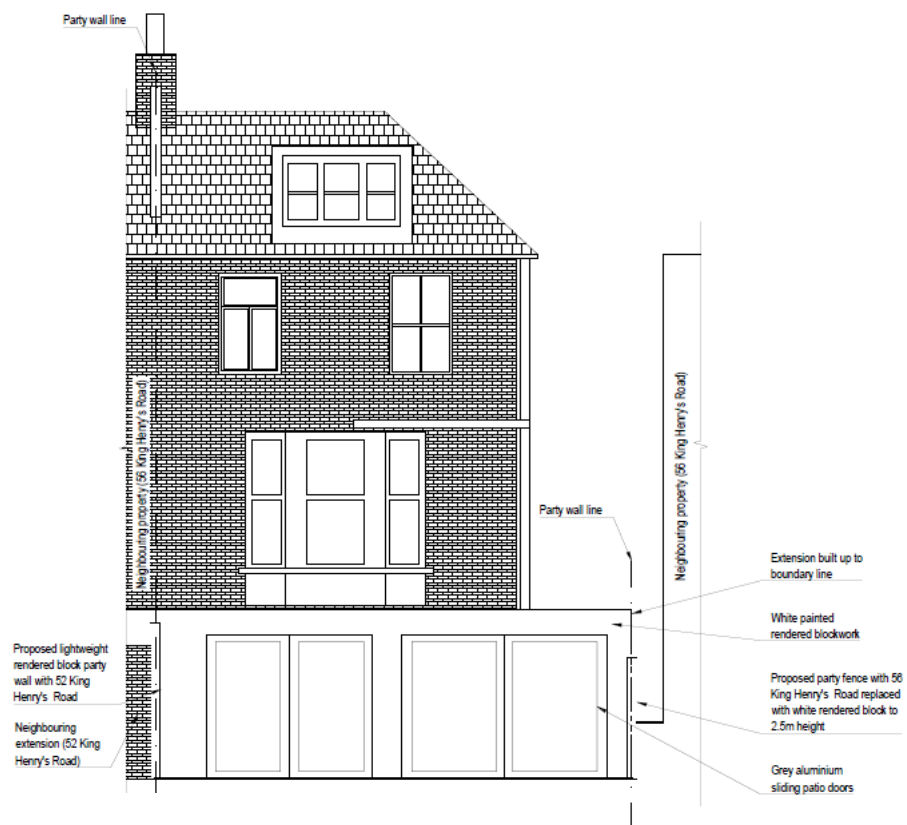 Party wall line
Neighbouring property (56 King Henry's Road)
Neighbouring property (56 King Henry's Road)
Party wall line
Extension built up to
boundary line
White painted
rendered blockwork
Proposed lightweight
rendered block party
wall with 52 King
Henry's Road
Proposed party fence with 56
King Henry's Road replaced
with white rendered block to
2.5m height
Neighbouring
extension (52 King
Henry's Road)
Grey aluminium
sliding patio doors